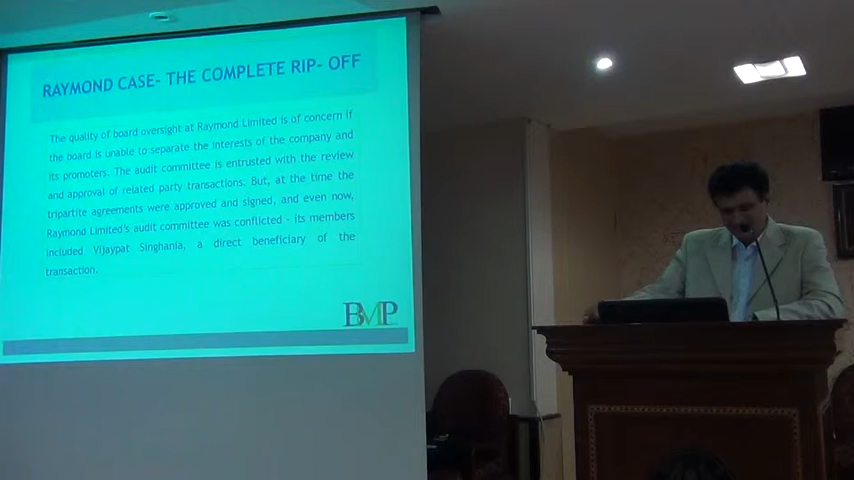 RAYMOND CASE- THE COMPLETE RIP- OFF
The quality of board oversight at Raymond Limited is of concern if
the board is unable to separate the interests of the company and
its promoters. The audit committee is entrusted with the review
and approval of related party transactions. But, at the time the
tripartite agreements were approved and signed, and even now,
Raymond Limited's audit committee was conflicted - its members
included Vijaypat Singhania, a direct beneficiary of the
transaction.
BMP